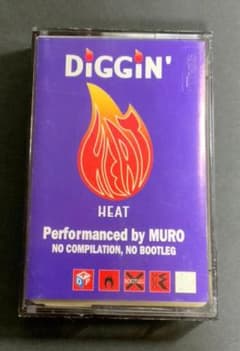 DiGGiN'
HEAT
HEAT
Performanced by MURO
NO COMPILATION, NO BOOTLEG